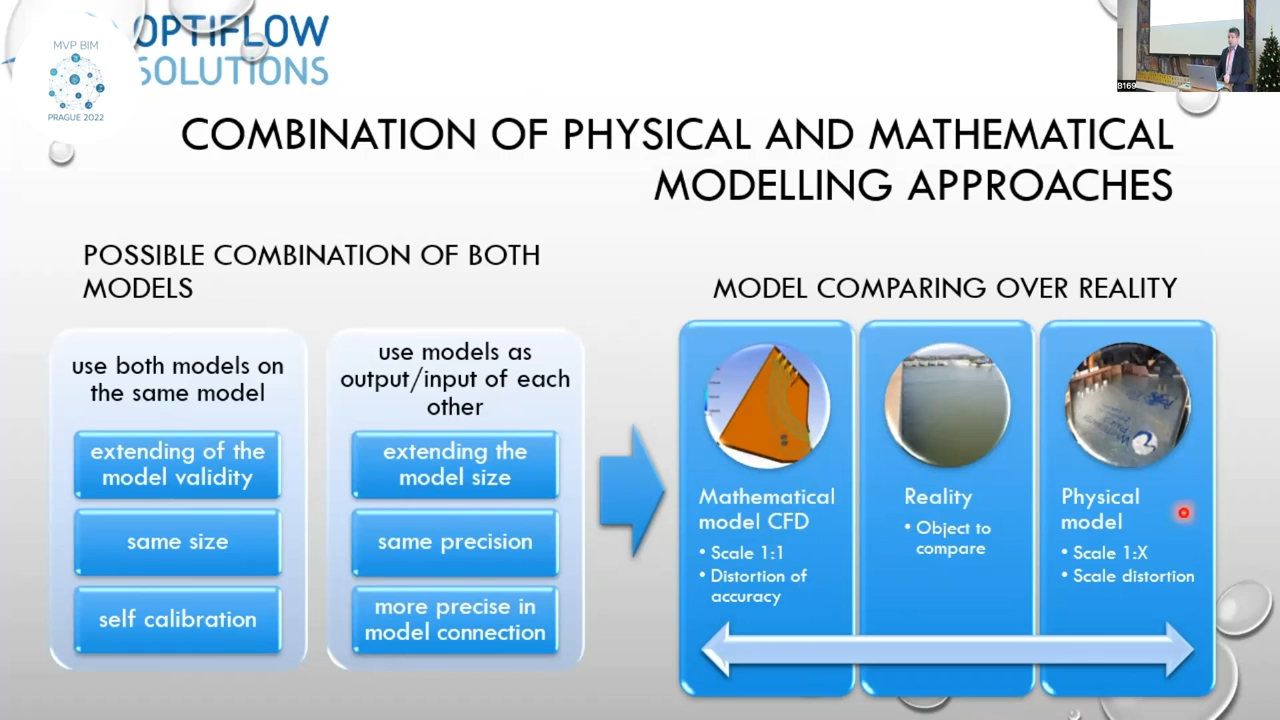 OPTIFLOW
SOLUTIONS
MVP BIM
PRAGUE 2022
B169
COMBINATION OF PHYSICAL AND MATHEMATICAL
MODELLING APPROACHES
POSSIBLE COMBINATION OF BOTH
MODELS
use both models on
the same model
extending of the
model validity
same size
self calibration
use models as
output/input of each
other
extending the
model size
same precision
more precise in
model connection
MODEL COMPARING OVER REALITY
Mathematical
model CFD
• Scale 1:1
• Distortion of
accuracy
Reality
• Object to
compare
Physical
model
• Scale 1:X
• Scale distortion